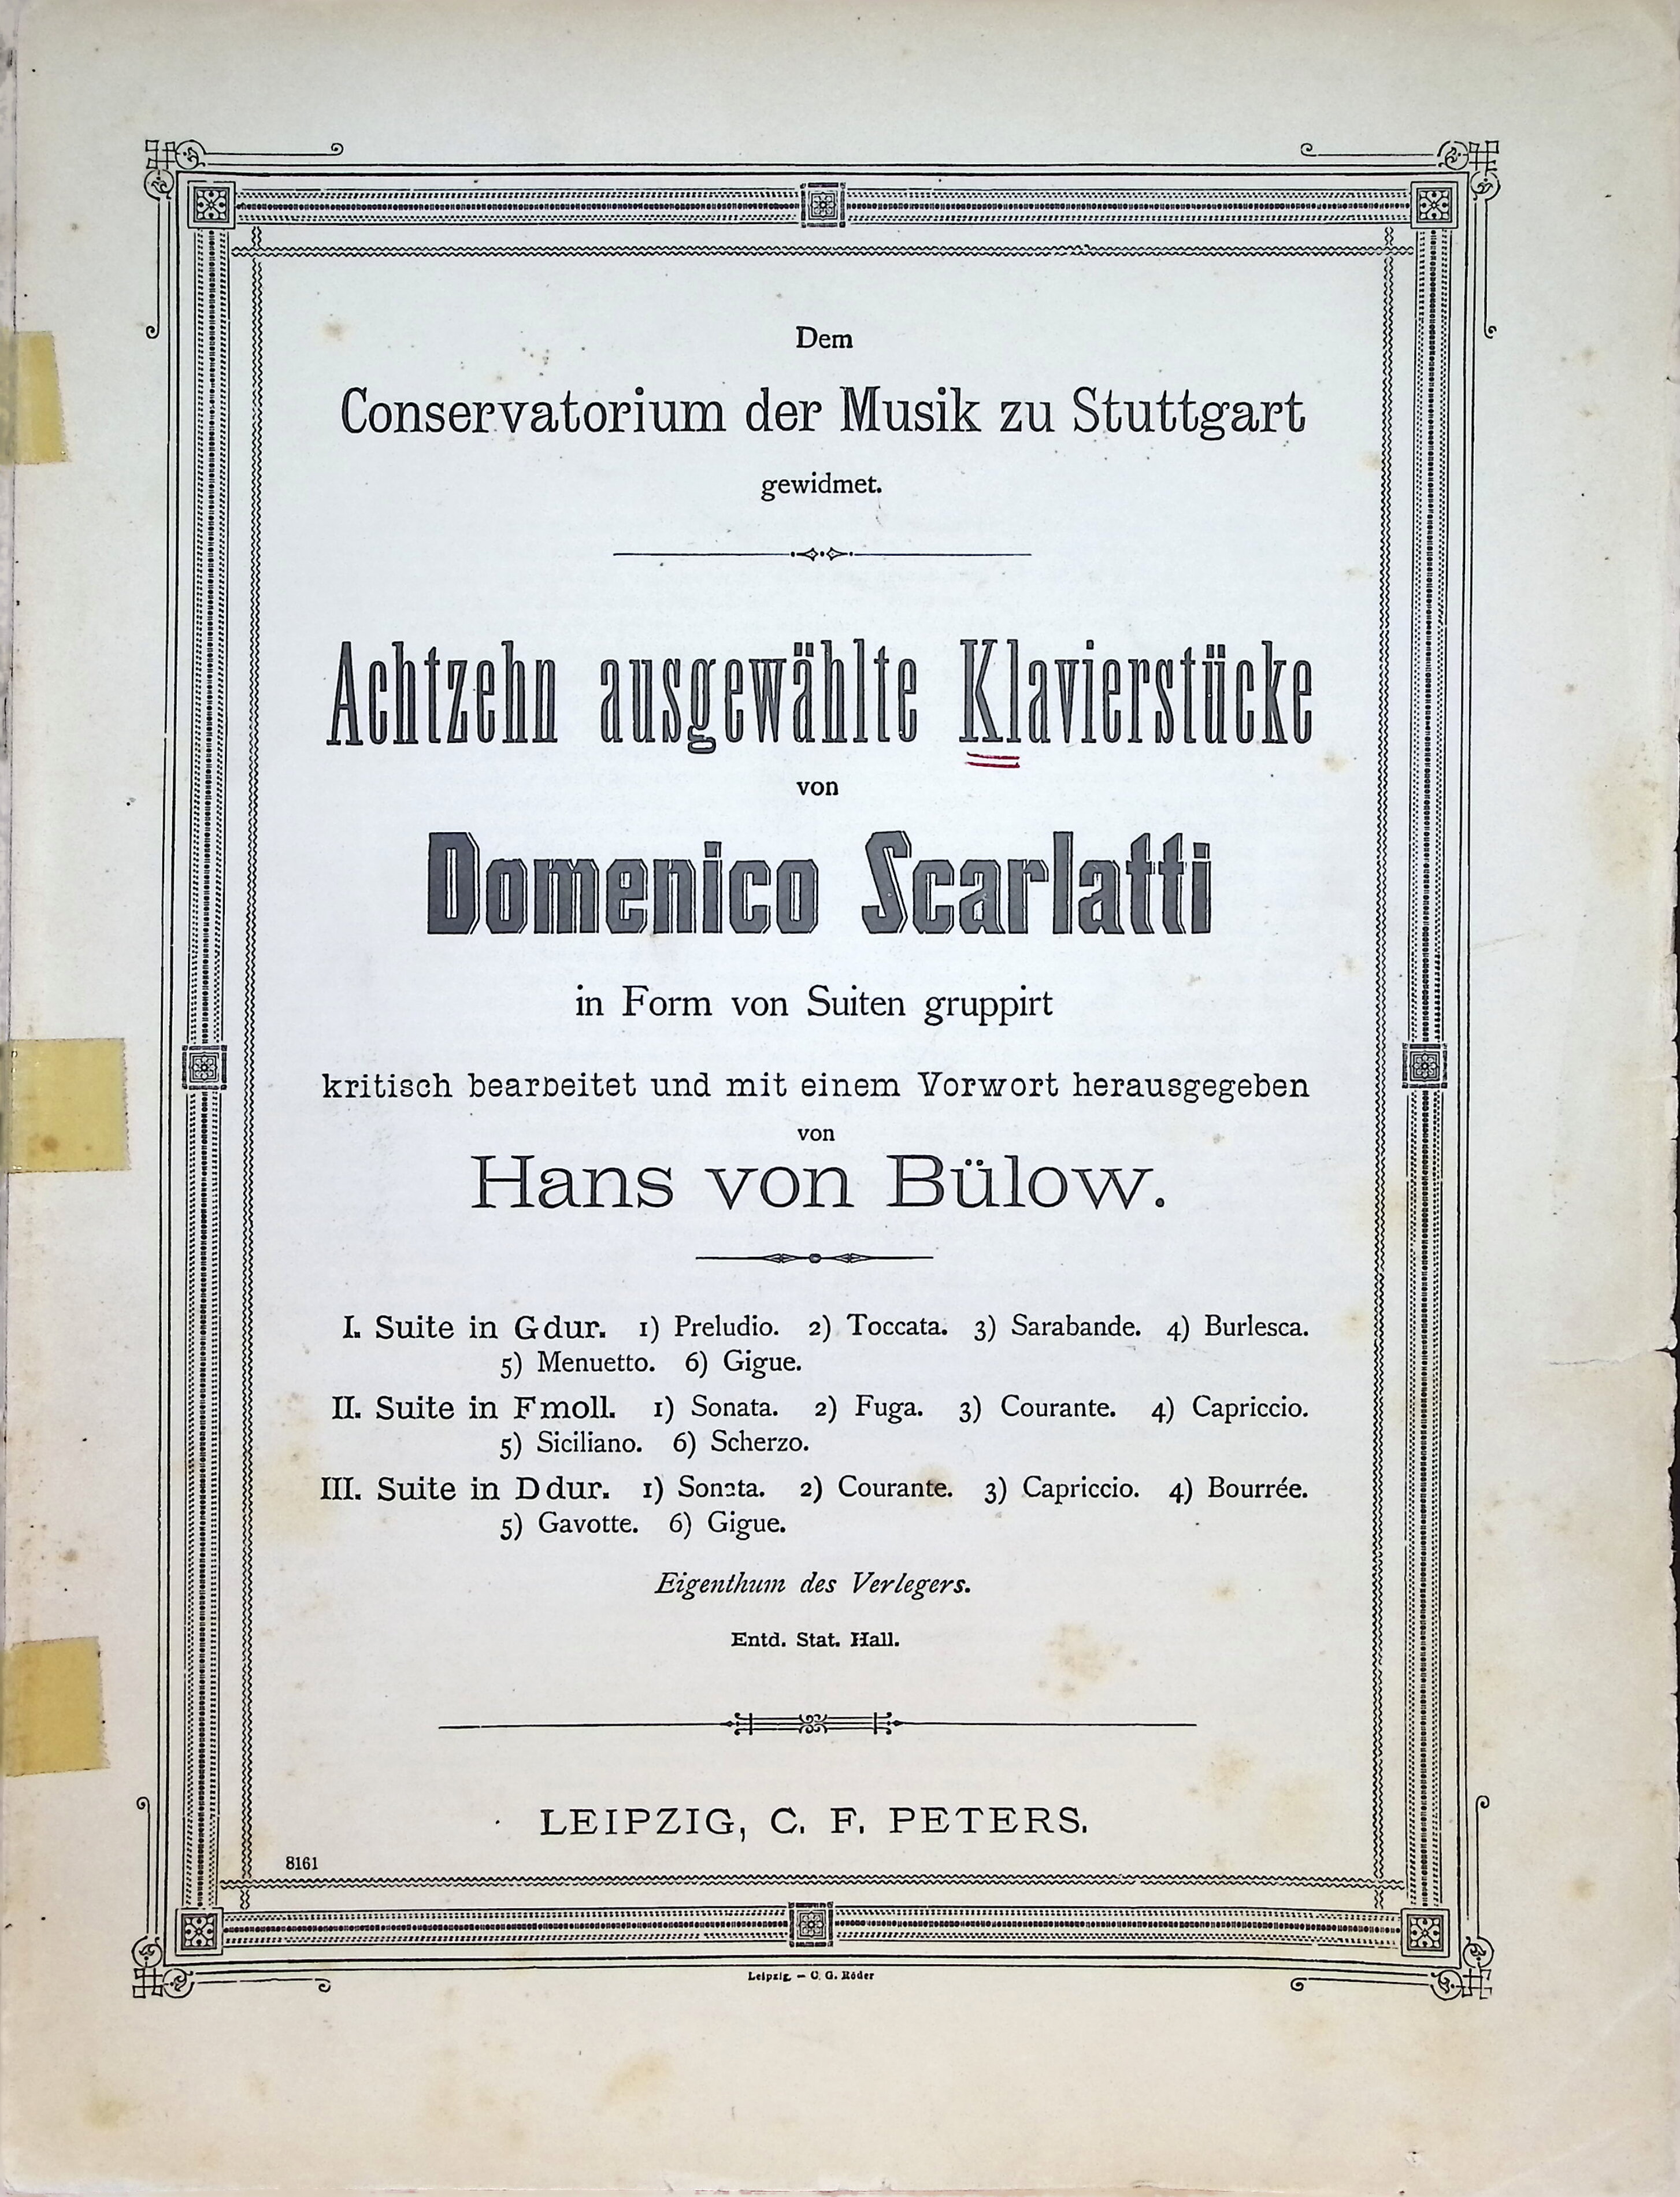 Dem
Conservatorium der Musik zu Stuttgart
gewidmet.
Achtzehn ausgewählte Klavierstücke
von
Domenico Scarlatti
in Form von Suiten gruppirt
kritisch bearbeitet und mit einem Vorwort herausgegeben
von
Hans von Bülow.
I. Suite in G dur. 1) Preludio. 2) Toccata. 3) Sarabande. 4) Burlesca.
5) Menuetto. 6) Gigue.
II. Suite in F moll. 1) Sonata. 2) Fuga. 3) Courante. 4) Capriccio.
5) Siciliano. 6) Scherzo.
III. Suite in D dur. 1) Sonata. 2) Courante. 3) Capriccio. 4) Bourrée.
5) Gavotte. 6) Gigue.
Eigenthum des Verlegers.
Entd. Stat. Hall.
LEIPZIG, C. F. PETERS.
8161
Leipzig. – C. G. Röder